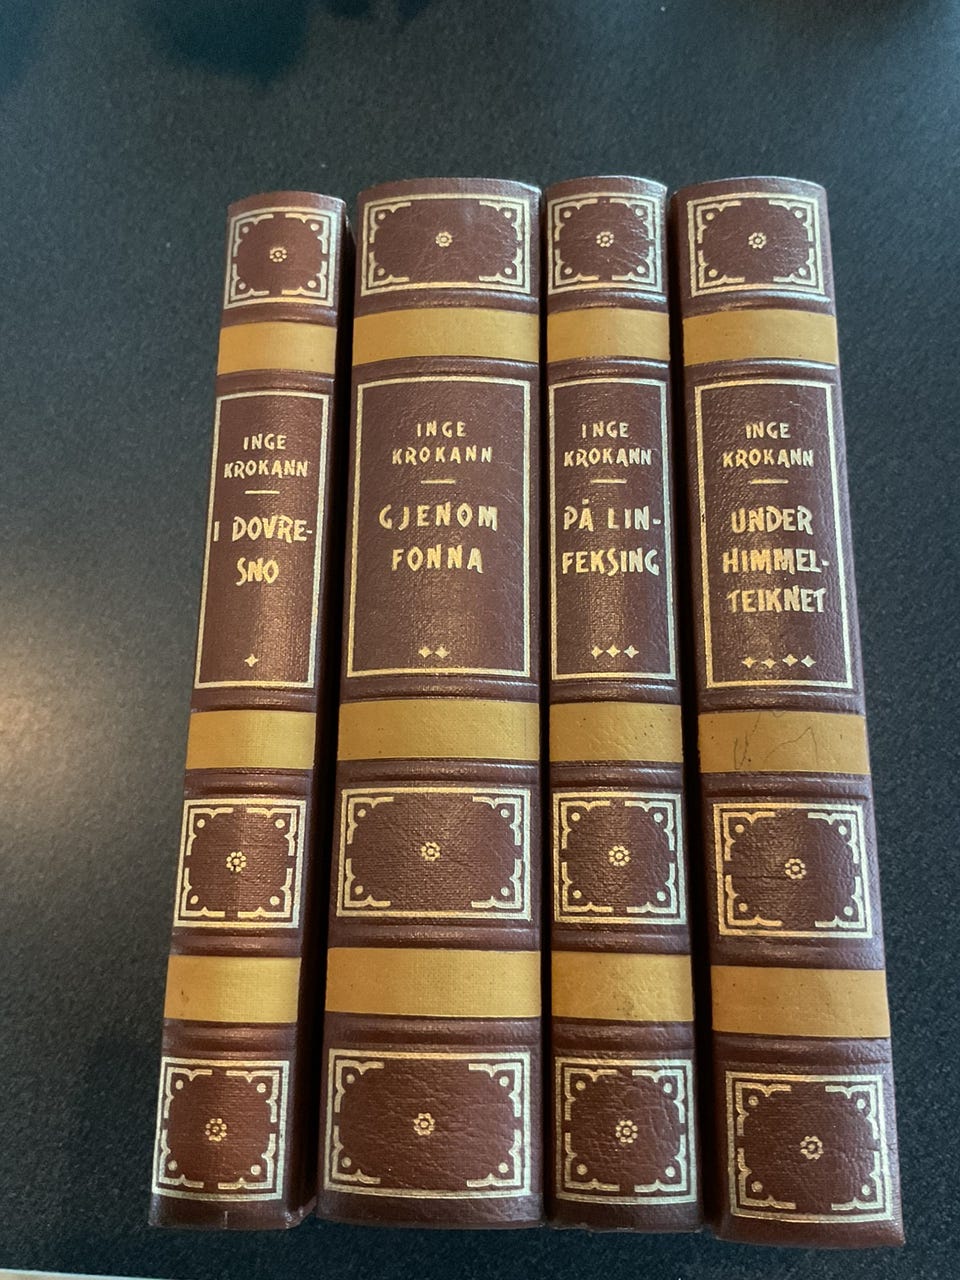 INGE
KROKANN
I DOVRE-
SNO
INGE
KROKANN
GJENOM
FONNA
INGE
KROKANN
PÅ LIN-
FEKSING
INGE
KROKANN
UNDER
HIMMEL-
TEIKNET